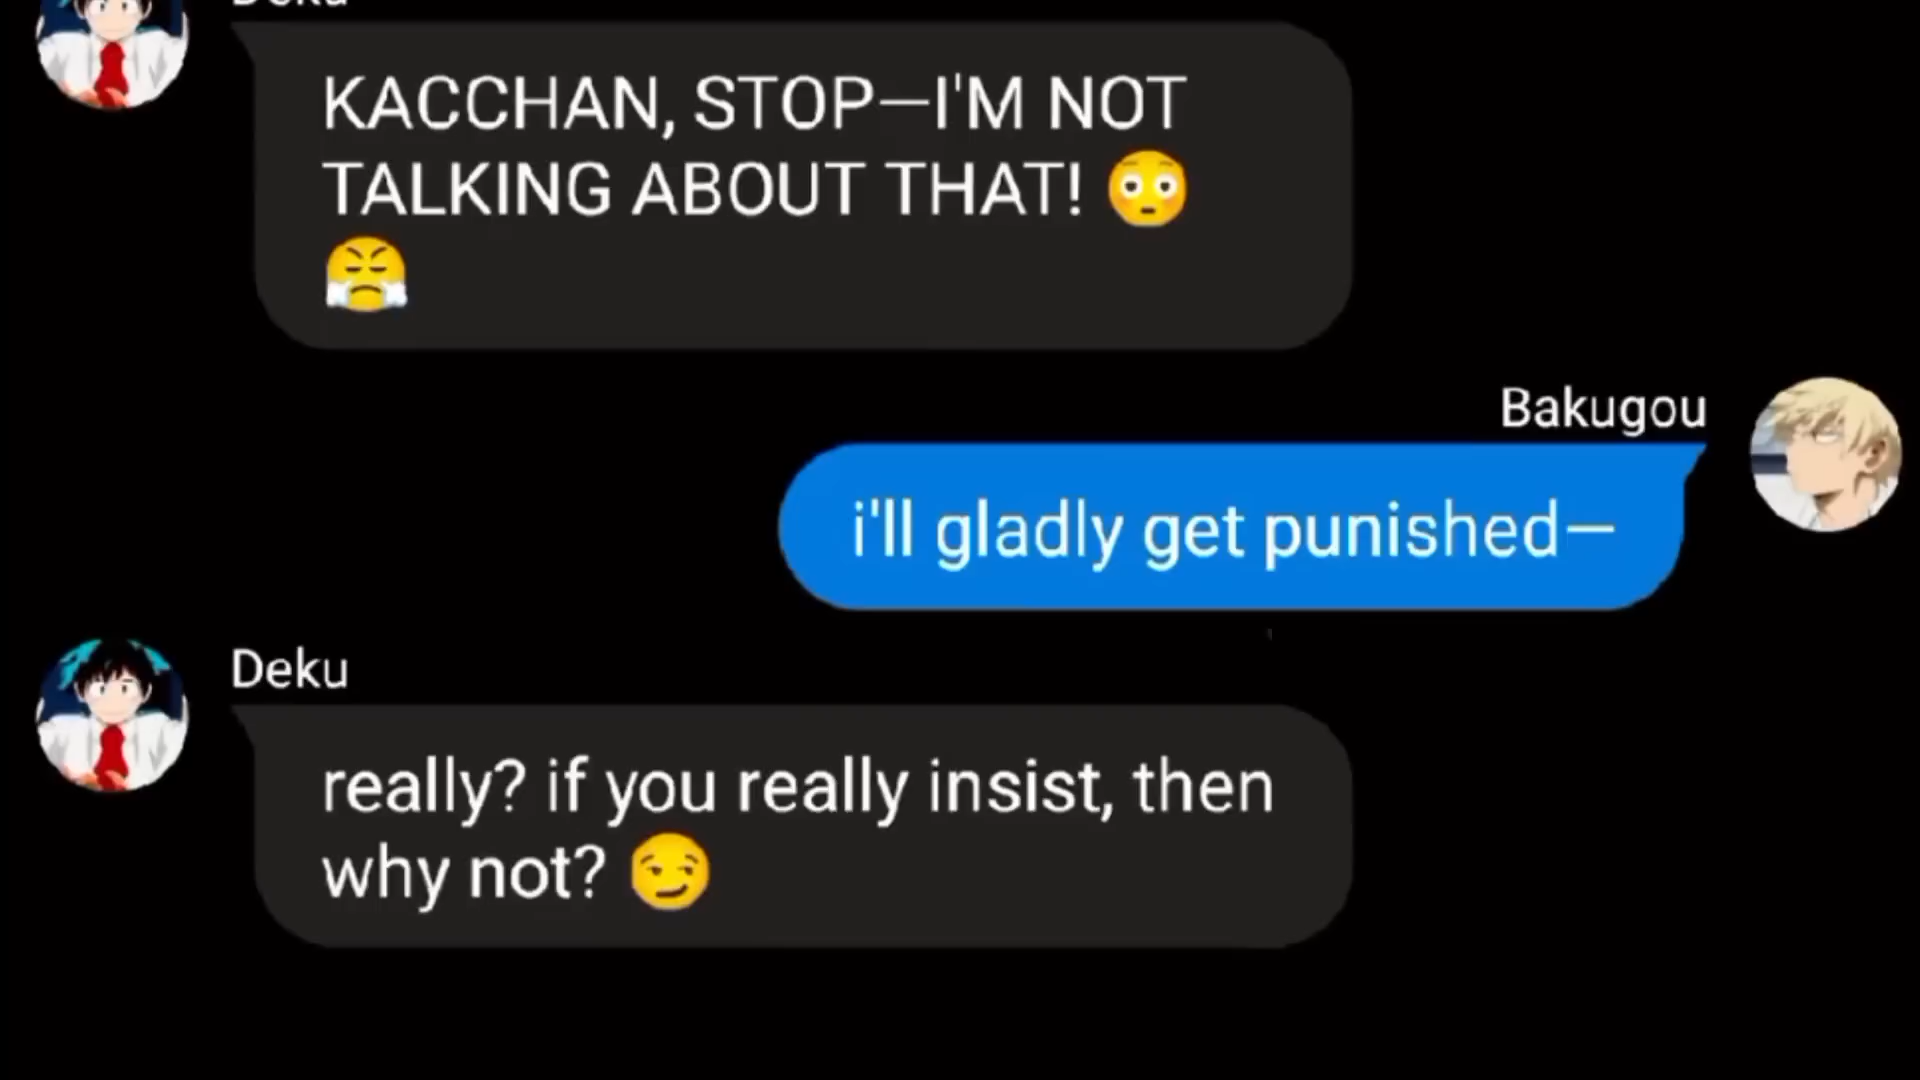 Deku
KACCHAN, STOP—I'M NOT
TALKING ABOUT THAT! 😳
😤
Bakugou
i'll gladly get punished—
Deku
really? if you really insist, then
why not? 😏